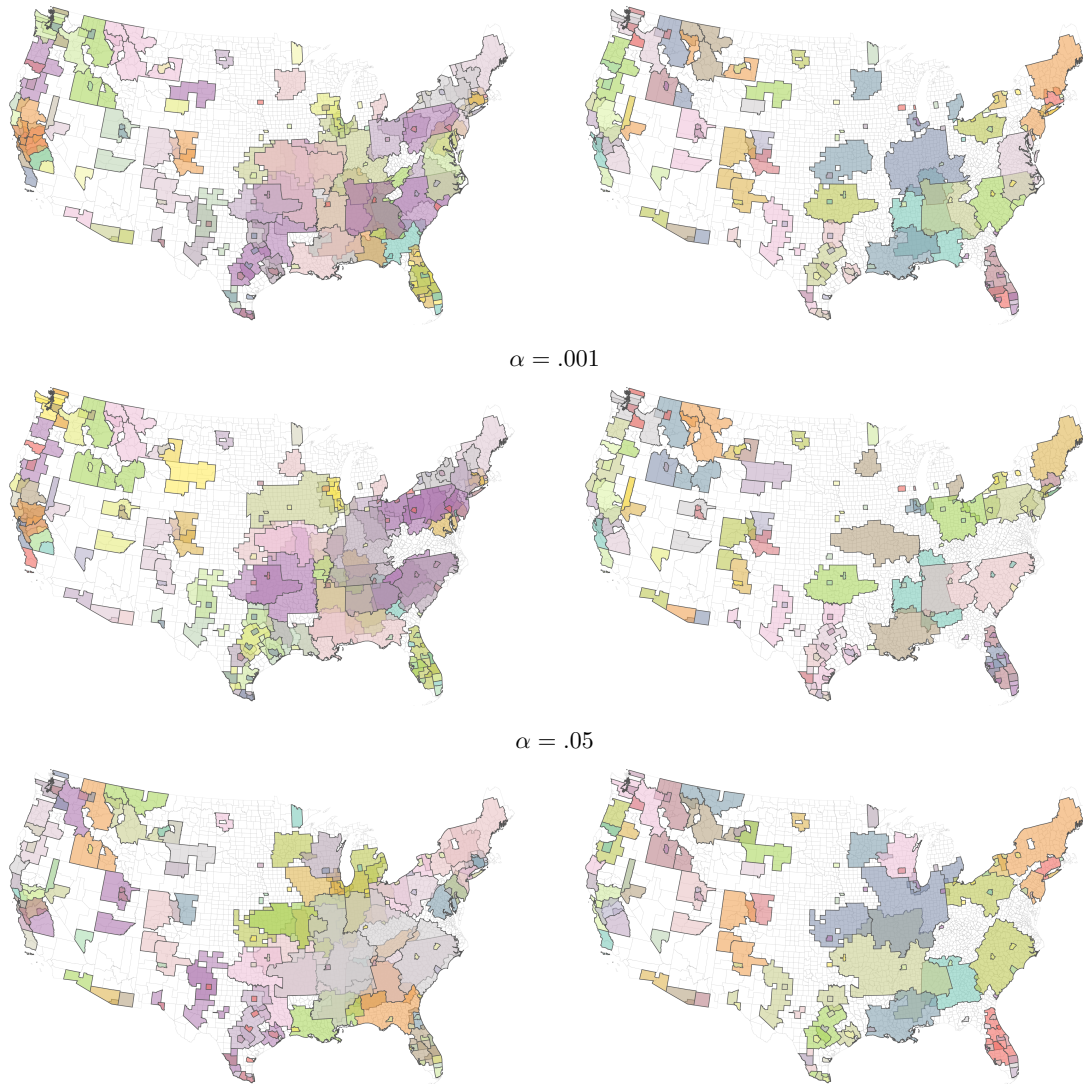 α = .001
α = .05